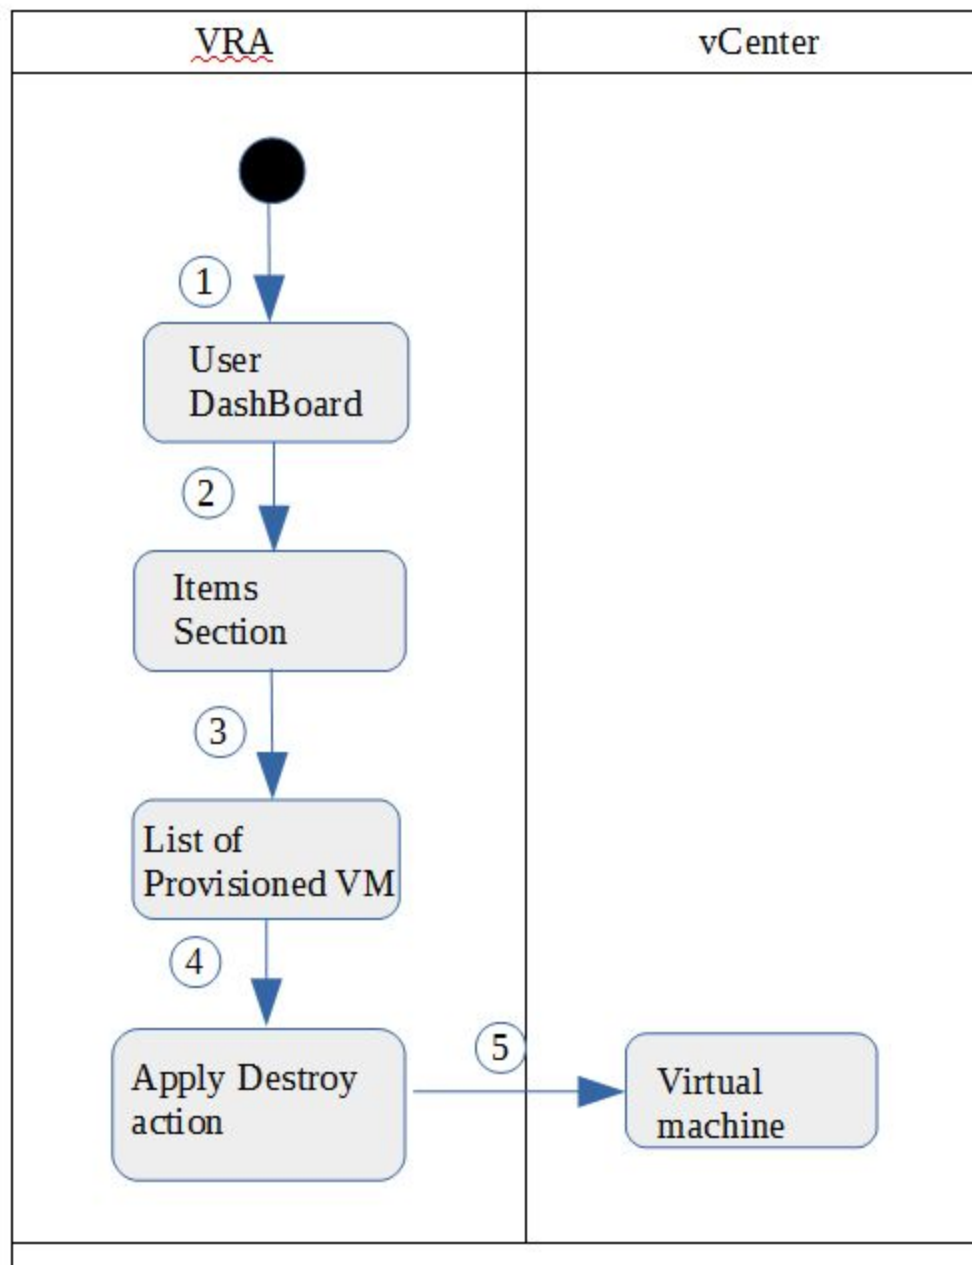 VRA
vCenter
1
User
DashBoard
2
Items
Section
3
List of
Provisioned VM
4
Apply Destroy
action
5
Virtual
machine